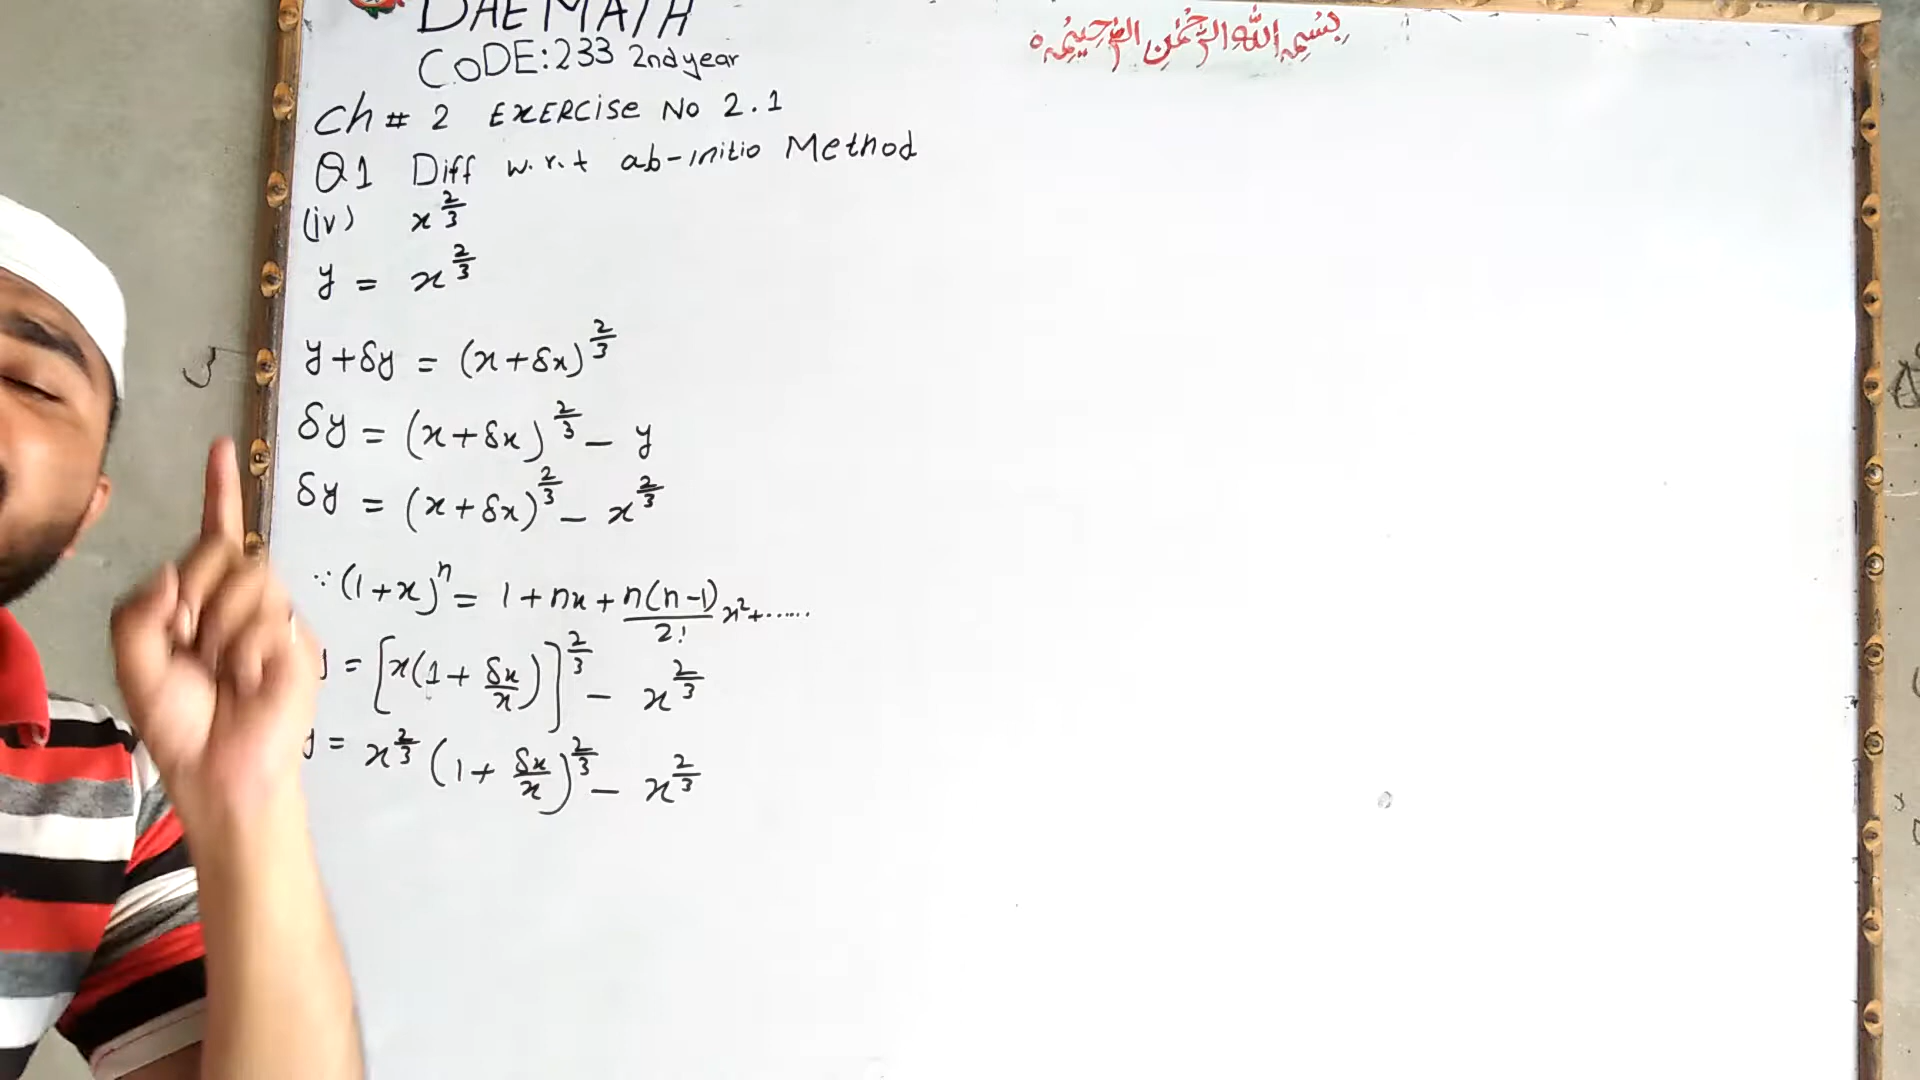 DAE MATH
CODE:233 2nd year
بِسْمِ اللهِ الرَّحْمٰنِ الرَّحِيْمِ ٥
Ch # 2 EXERCISE NO 2.1
Q1 Diff w.r.t ab-initio Method
(iv) x^(2/3)
y = x^(2/3)
y+δy = (x+δx)^(2/3)
δy = (x+δx)^(2/3) - y
δy = (x+δx)^(2/3) - x^(2/3)
∵ (1+x)^n = 1+nx+ n(n-1)/2! x²+......
= [x(1+ δx/x)]^(2/3) - x^(2/3)
= x^(2/3) (1+ δx/x)^(2/3) - x^(2/3)